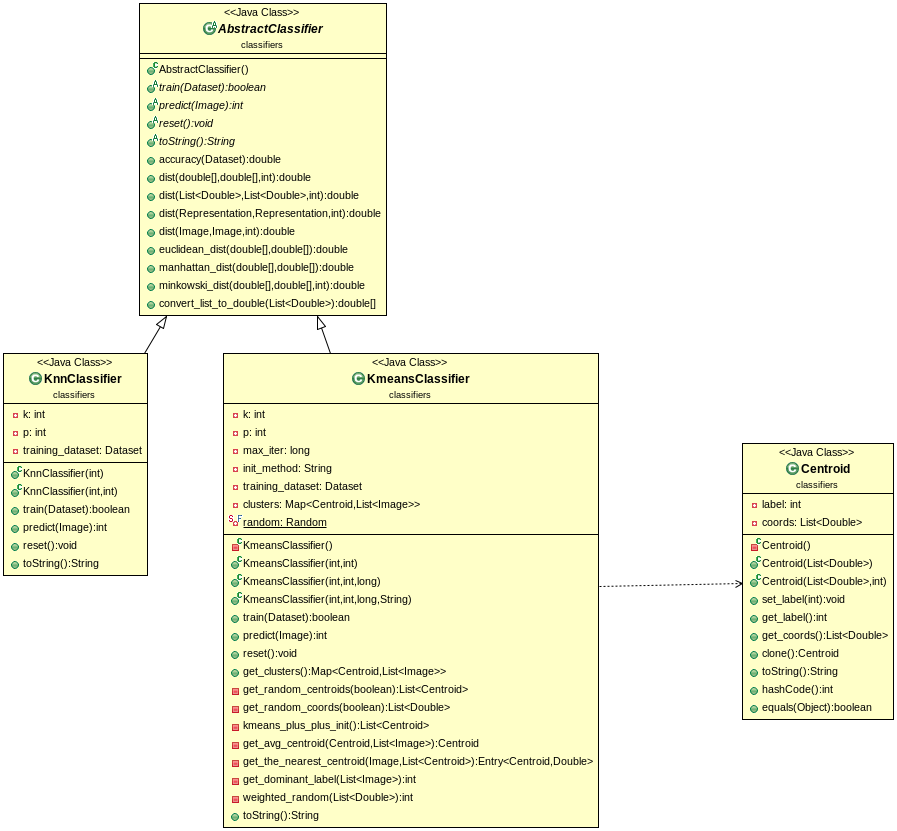 <<Java Class>>
AbstractClassifier
classifiers
AbstractClassifier()
train(Dataset):boolean
predict(Image):int
reset():void
toString():String
accuracy(Dataset):double
dist(double[],double[],int):double
dist(List<Double>,List<Double>,int):double
dist(Representation,Representation,int):double
dist(Image,Image,int):double
euclidean_dist(double[],double[]):double
manhattan_dist(double[],double[]):double
minkowski_dist(double[],double[],int):double
convert_list_to_double(List<Double>):double[]
<<Java Class>>
KnnClassifier
classifiers
k: int
p: int
training_dataset: Dataset
KnnClassifier(int)
KnnClassifier(int,int)
train(Dataset):boolean
predict(Image):int
reset():void
toString():String
<<Java Class>>
KmeansClassifier
classifiers
k: int
p: int
max_iter: long
init_method: String
training_dataset: Dataset
clusters: Map<Centroid,List<Image>>
random: Random
KmeansClassifier()
KmeansClassifier(int,int)
KmeansClassifier(int,int,long)
KmeansClassifier(int,int,long,String)
train(Dataset):boolean
predict(Image):int
reset():void
get_clusters():Map<Centroid,List<Image>>
get_random_centroids(boolean):List<Centroid>
get_random_coords(boolean):List<Double>
kmeans_plus_plus_init():List<Centroid>
get_avg_centroid(Centroid,List<Image>):Centroid
get_the_nearest_centroid(Image,List<Centroid>):Entry<Centroid,Double>
get_dominant_label(List<Image>):int
weighted_random(List<Double>):int
toString():String
<<Java Class>>
Centroid
classifiers
label: int
coords: List<Double>
Centroid()
Centroid(List<Double>)
Centroid(List<Double>,int)
set_label(int):void
get_label():int
get_coords():List<Double>
clone():Centroid
toString():String
hashCode():int
equals(Object):boolean